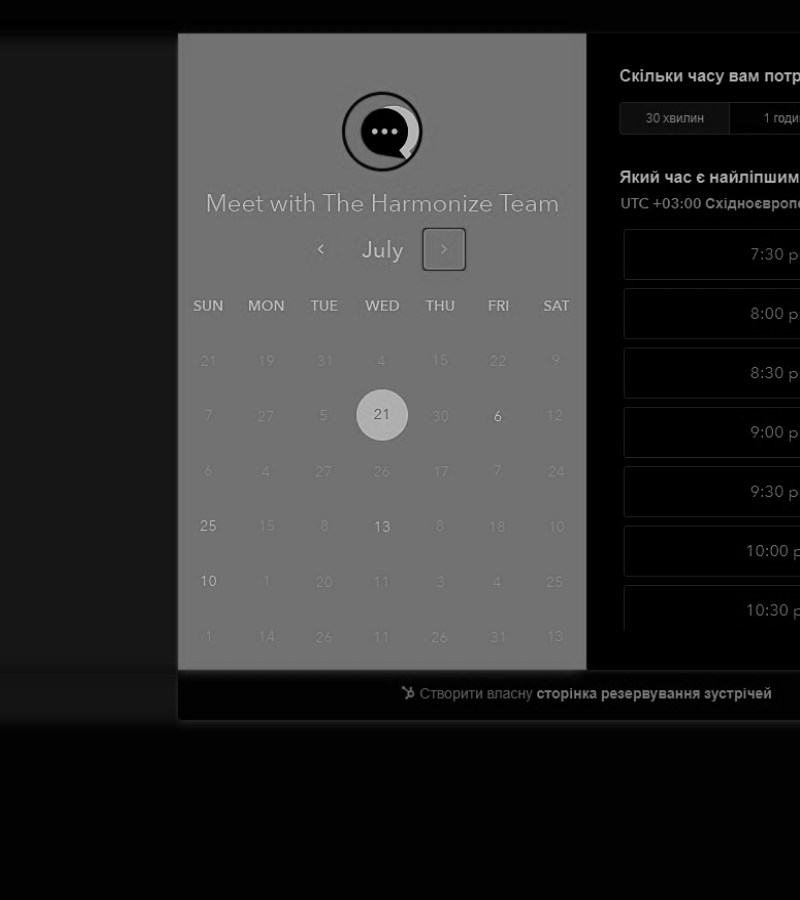 Meet with The Harmonize Team
July
SUN MON TUE WED THU FRI SAT
21 19 31 4 15 22 9
7 27 5 21 30 6 12
6 4 27 26 17 7 24
25 15 8 13 8 18 10
10 1 20 11 3 4 25
1 14 26 11 26 31 13
Скільки часу вам потр
30 хвилин 1 годи
Який час є найліпшим
UTC +03:00 Східноєвропе
7:30 p
8:00 p
8:30 p
9:00 p
9:30 p
10:00 p
10:30 p
Створити власну сторінка резервування зустрічей